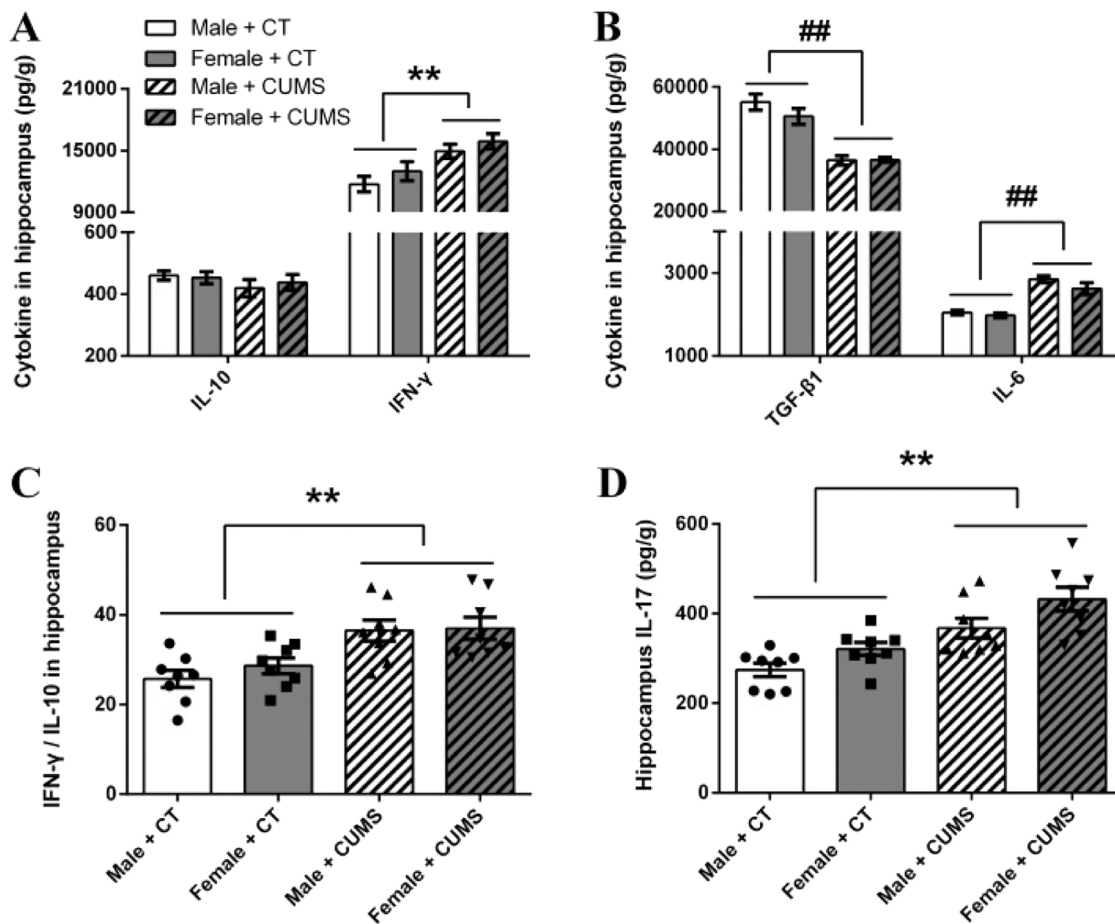 A
Male + CT
Female + CT
Male + CUMS
Female + CUMS
Cytokine in hippocampus (pg/g)
21000
15000
9000
600
400
200
**
IL-10
IFN-γ
B
Cytokine in hippocampus (pg/g)
60000
40000
20000
3000
1000
##
##
TGF-β1
IL-6
C
IFN-γ / IL-10 in hippocampus
60
40
20
0
**
Male + CT
Female + CT
Male + CUMS
Female + CUMS
D
Hippocampus IL-17 (pg/g)
600
400
200
0
**
Male + CT
Female + CT
Male + CUMS
Female + CUMS